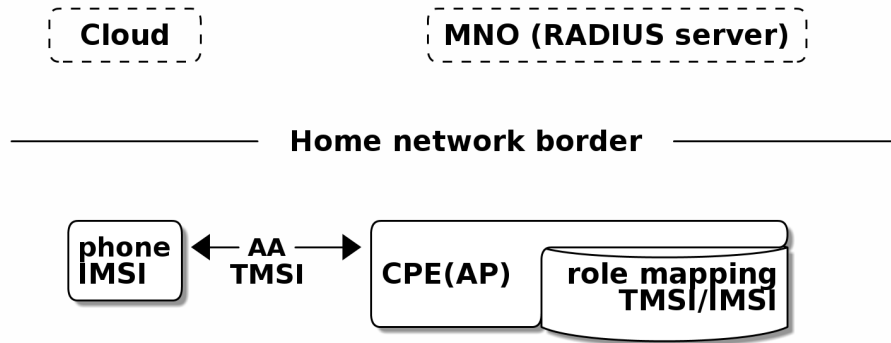 Cloud
MNO (RADIUS server)
Home network border
phone
IMSI
AA
TMSI
CPE(AP)
role mapping
TMSI/IMSI